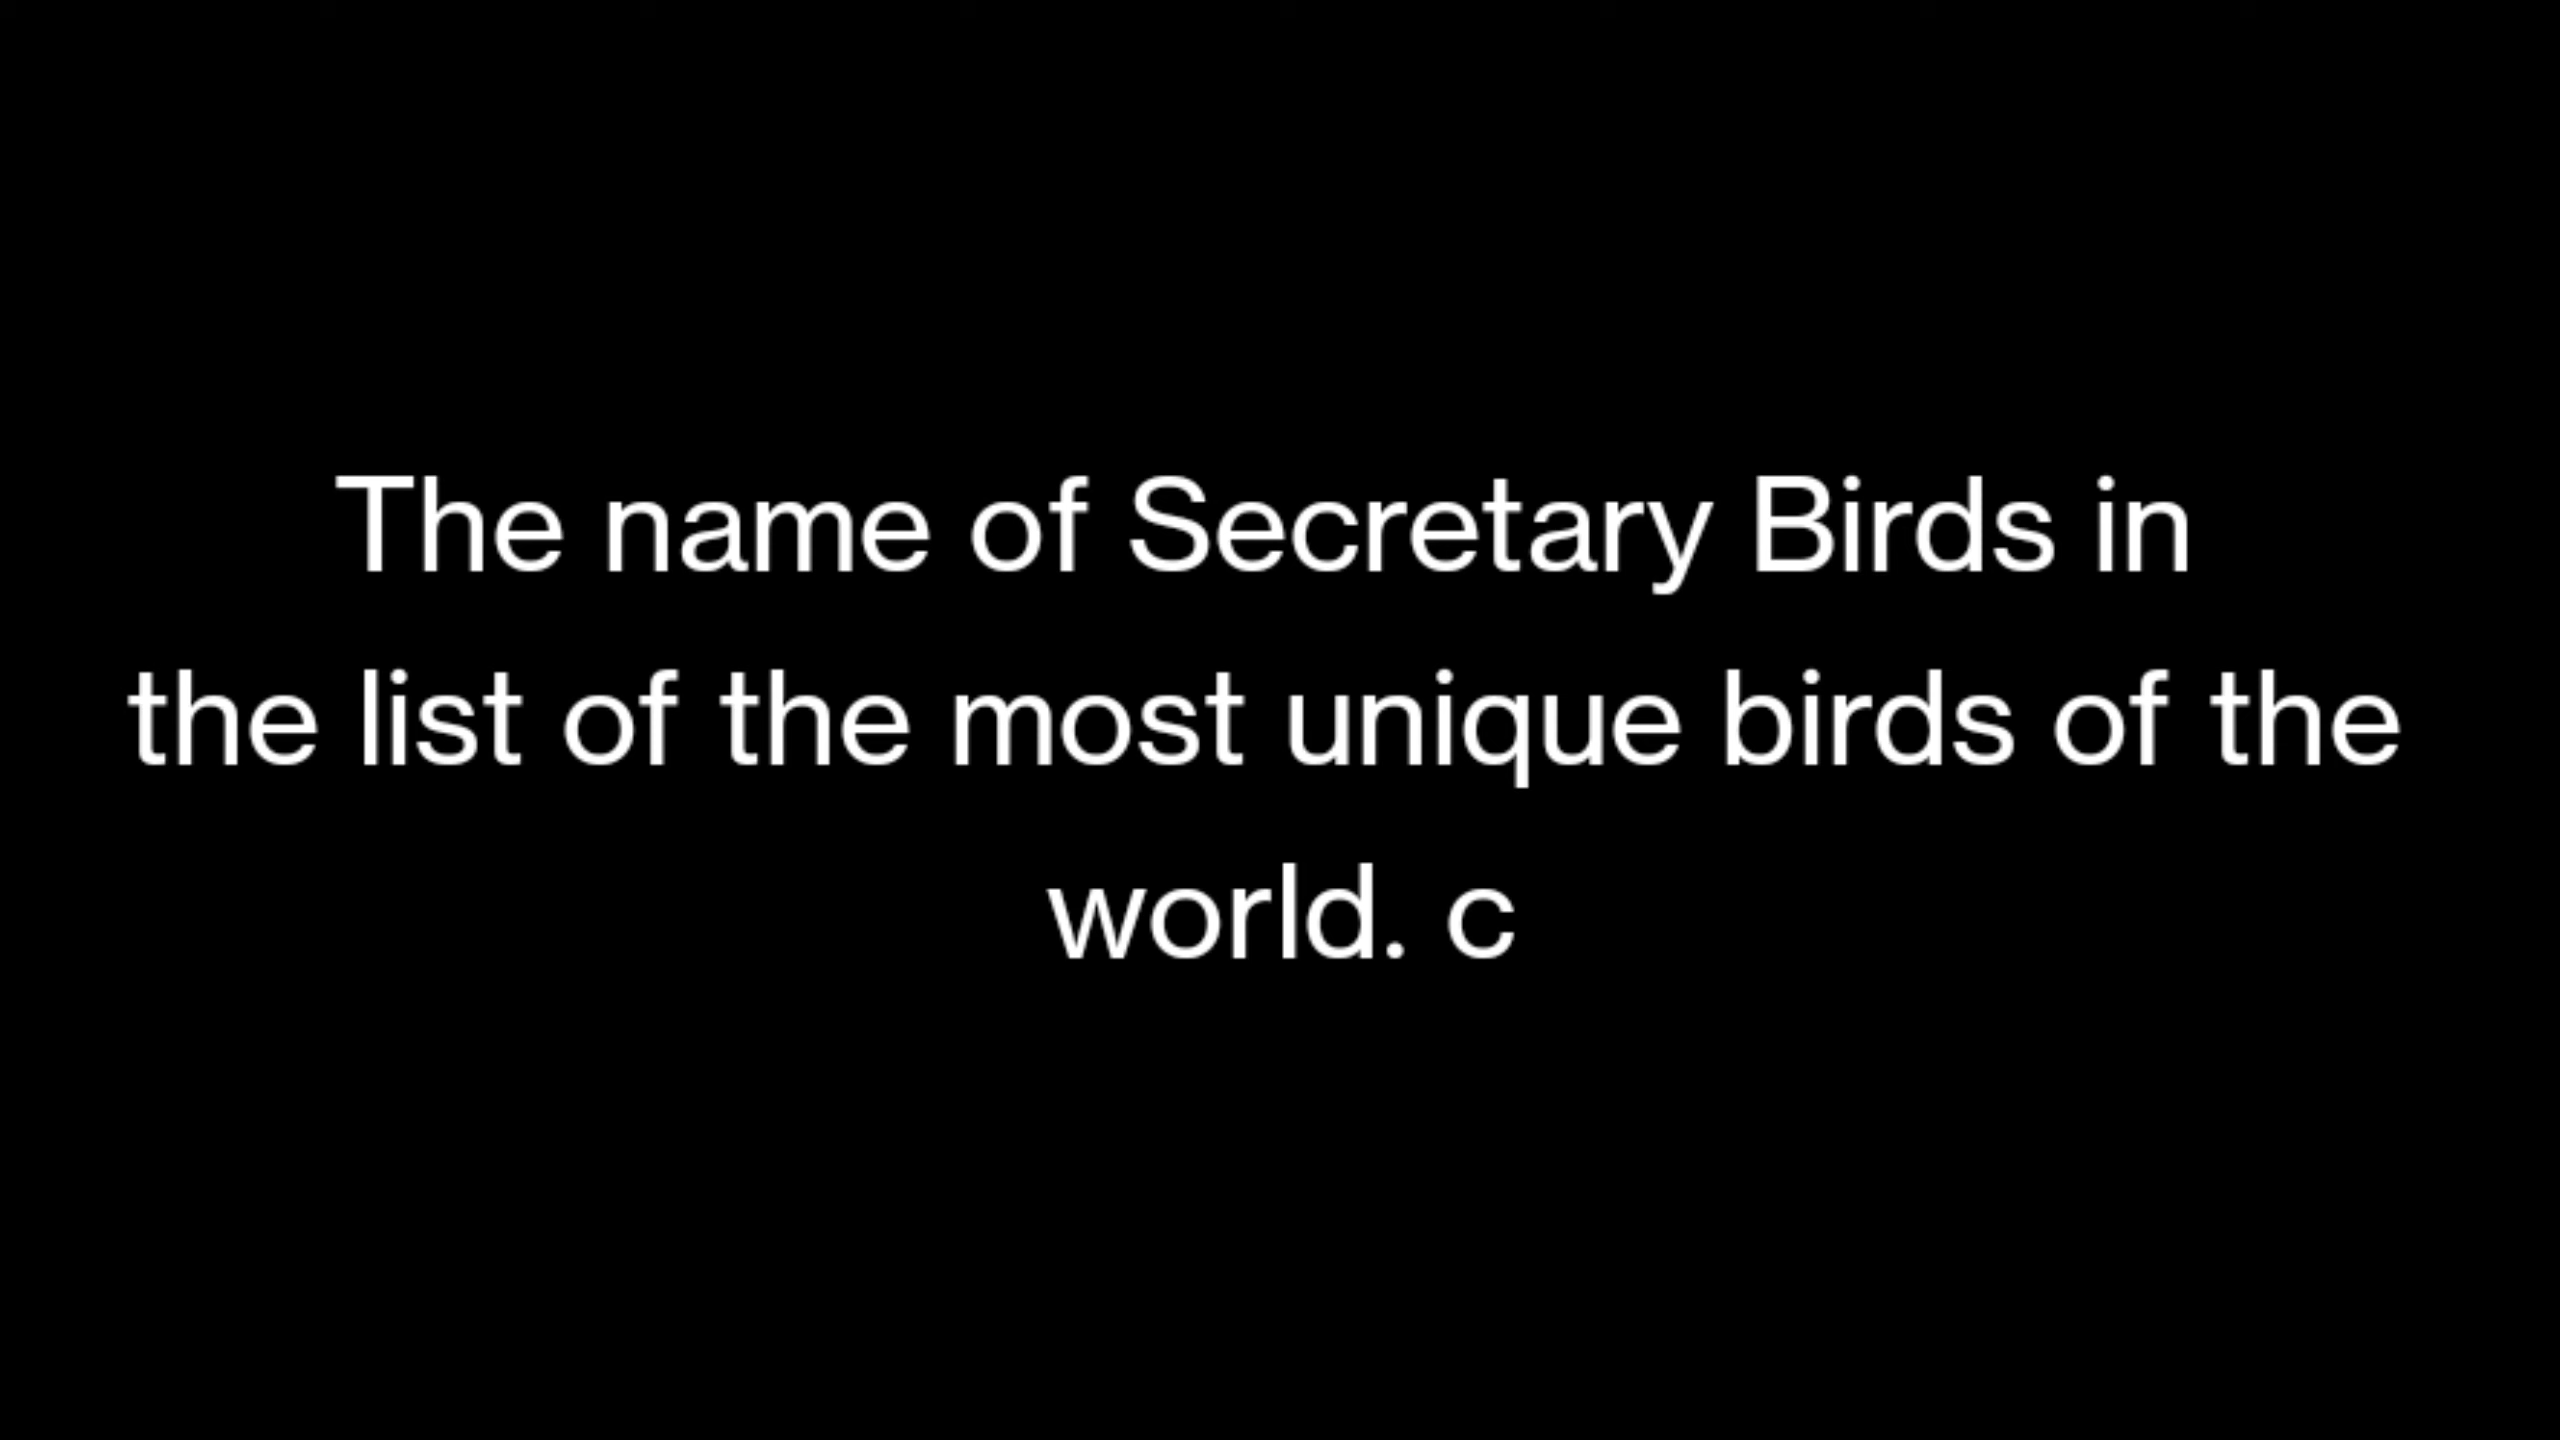 The name of Secretary Birds in
the list of the most unique birds of the
world. c